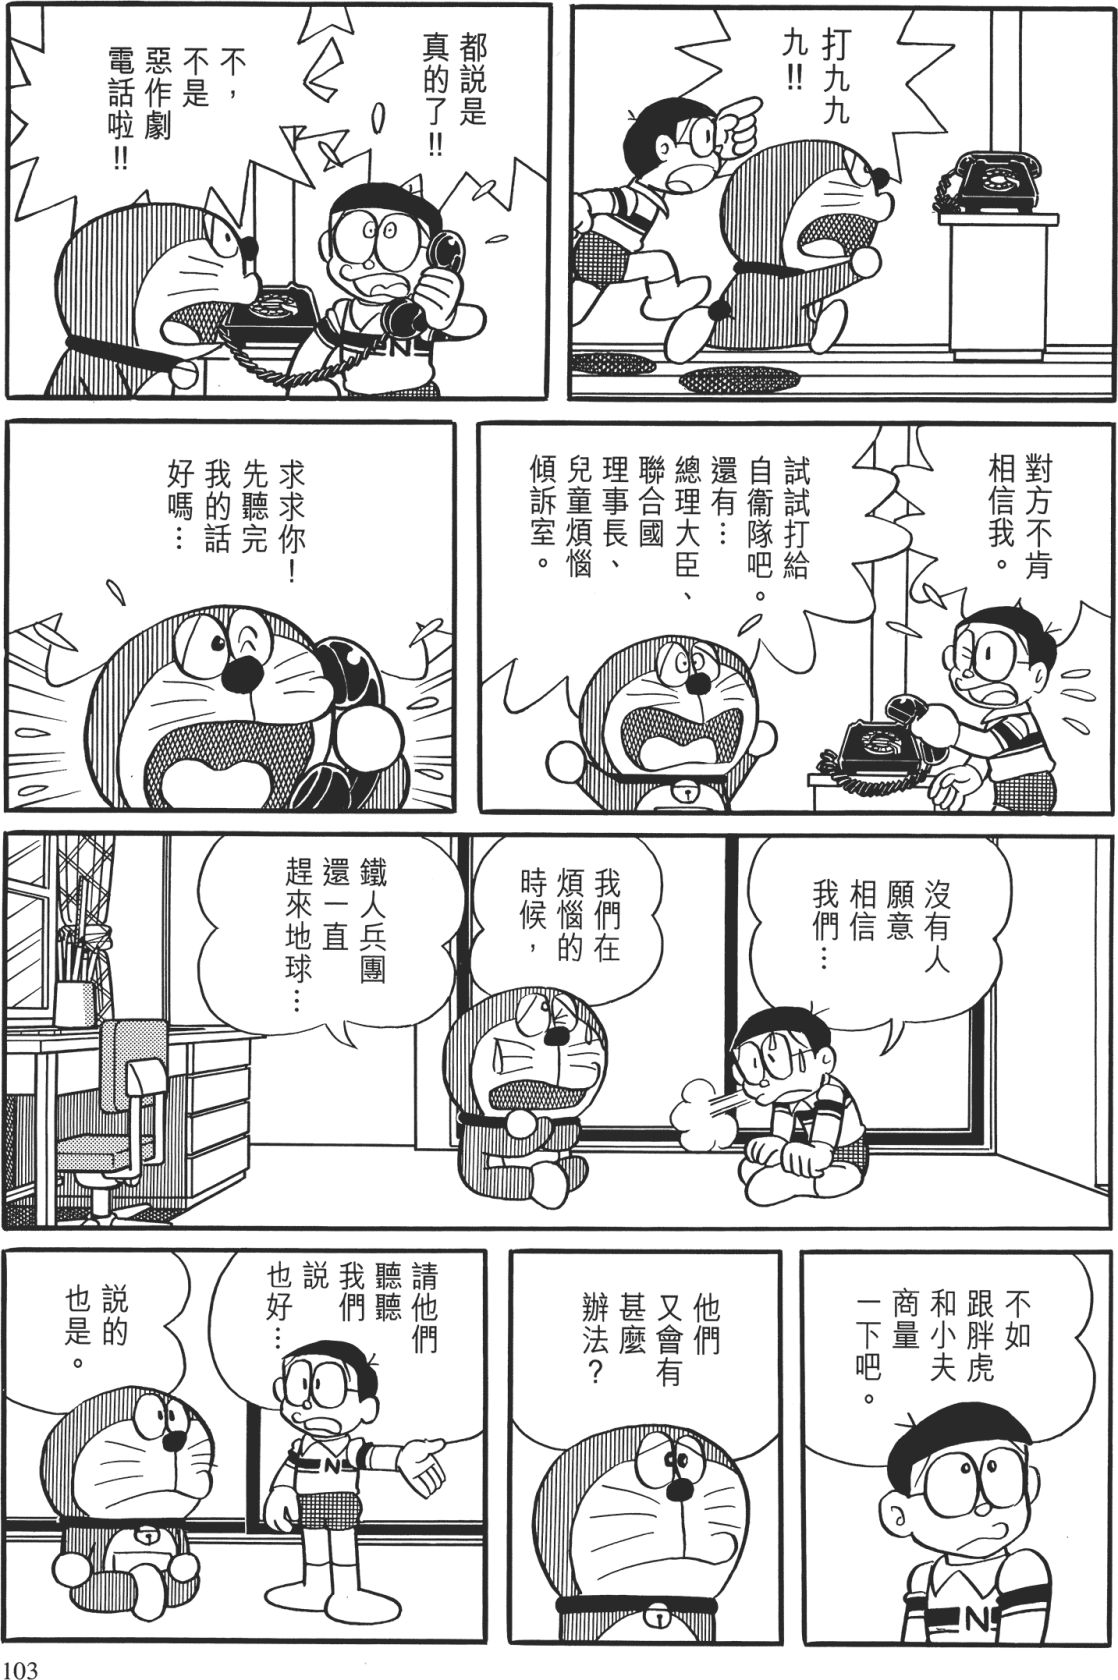 打九九
九!!
都説是
真的了!!
不，
不是
惡作劇
電話啦!!
對方不肯
相信我。
試試打給
自衞隊吧。
還有…
總理大臣、
聯合國
理事長、
兒童煩惱
傾訴室。
求求你！
先聽完
我的話
好嗎…
沒有人
願意
相信
我們…
我們在
煩惱的
時候，
鐵人兵團
還一直
趕來地球…
不如
跟胖虎
和小夫
商量
一下吧。
他們
又會有
甚麼
辦法？
請他們
聽聽
我們
説
也好…
説的
也是。
N
N
N
103